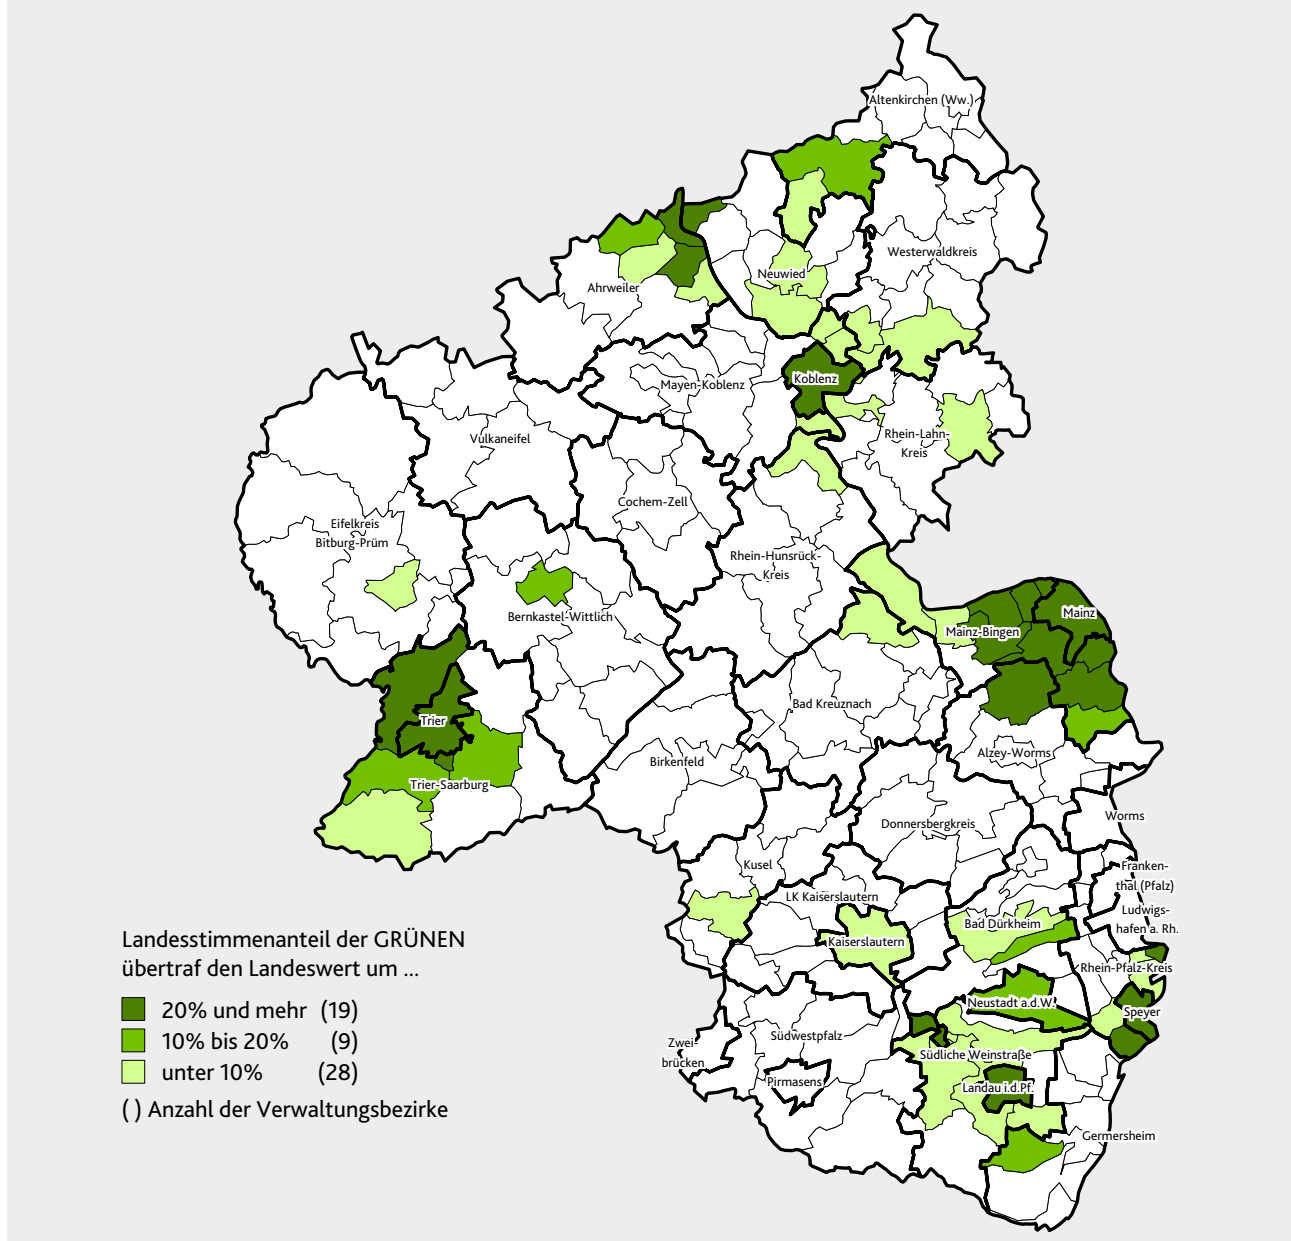 Altenkirchen (Ww.)
Westerwaldkreis
Neuwied
Ahrweiler
Koblenz
Mayen-Koblenz
Rhein-Lahn-
Kreis
Vulkaneifel
Cochem-Zell
Eifelkreis
Bitburg-Prüm
Rhein-Hunsrück-
Kreis
Bernkastel-Wittlich
Mainz
Mainz-Bingen
Bad Kreuznach
Trier
Alzey-Worms
Birkenfeld
Trier-Saarburg
Worms
Donnersbergkreis
Kusel
Franken-
thal (Pfalz)
LK Kaiserslautern
Ludwigs-
hafen a. Rh.
Bad Dürkheim
Kaiserslautern
Rhein-Pfalz-Kreis
Neustadt a.d.W.
Speyer
Südwestpfalz
Zwei-
brücken
Südliche Weinstraße
Pirmasens
Landau i.d.Pf.
Germersheim
Landesstimmenanteil der GRÜNEN
übertraf den Landeswert um ...
20% und mehr (19)
10% bis 20% (9)
unter 10% (28)
( ) Anzahl der Verwaltungsbezirke